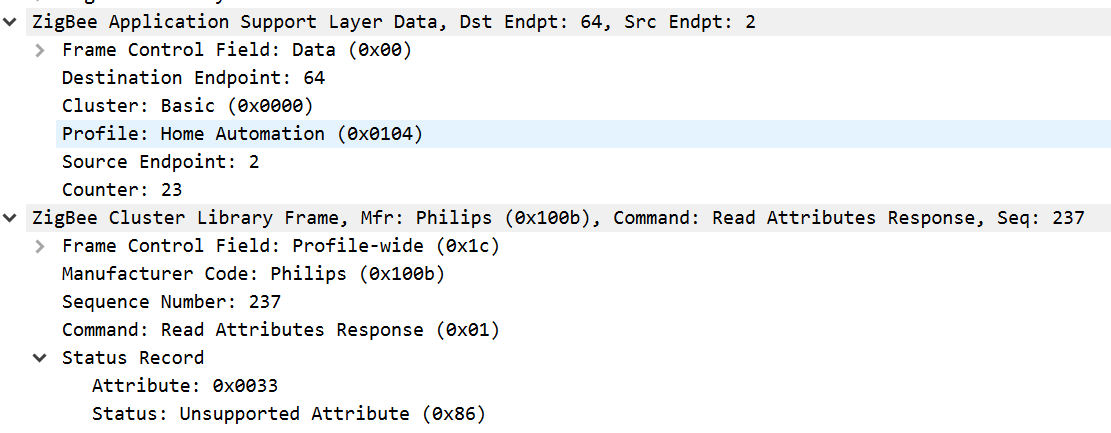 ZigBee Application Support Layer Data, Dst Endpt: 64, Src Endpt: 2
Frame Control Field: Data (0x00)
Destination Endpoint: 64
Cluster: Basic (0x0000)
Profile: Home Automation (0x0104)
Source Endpoint: 2
Counter: 23
ZigBee Cluster Library Frame, Mfr: Philips (0x100b), Command: Read Attributes Response, Seq: 237
Frame Control Field: Profile-wide (0x1c)
Manufacturer Code: Philips (0x100b)
Sequence Number: 237
Command: Read Attributes Response (0x01)
Status Record
Attribute: 0x0033
Status: Unsupported Attribute (0x86)